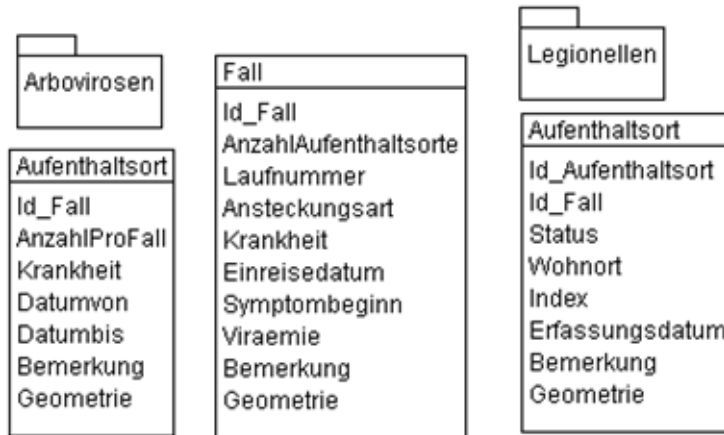 Arbovirosen
Aufenthaltsort
Id_Fall
AnzahlProFall
Krankheit
Datumvon
Datumbis
Bemerkung
Geometrie
Fall
Id_Fall
AnzahlAufenthaltsorte
Laufnummer
Ansteckungsart
Krankheit
Einreisedatum
Symptombeginn
Viraemie
Bemerkung
Geometrie
Legionellen
Aufenthaltsort
Id_Aufenthaltsort
Id_Fall
Status
Wohnort
Index
Erfassungsdatum
Bemerkung
Geometrie